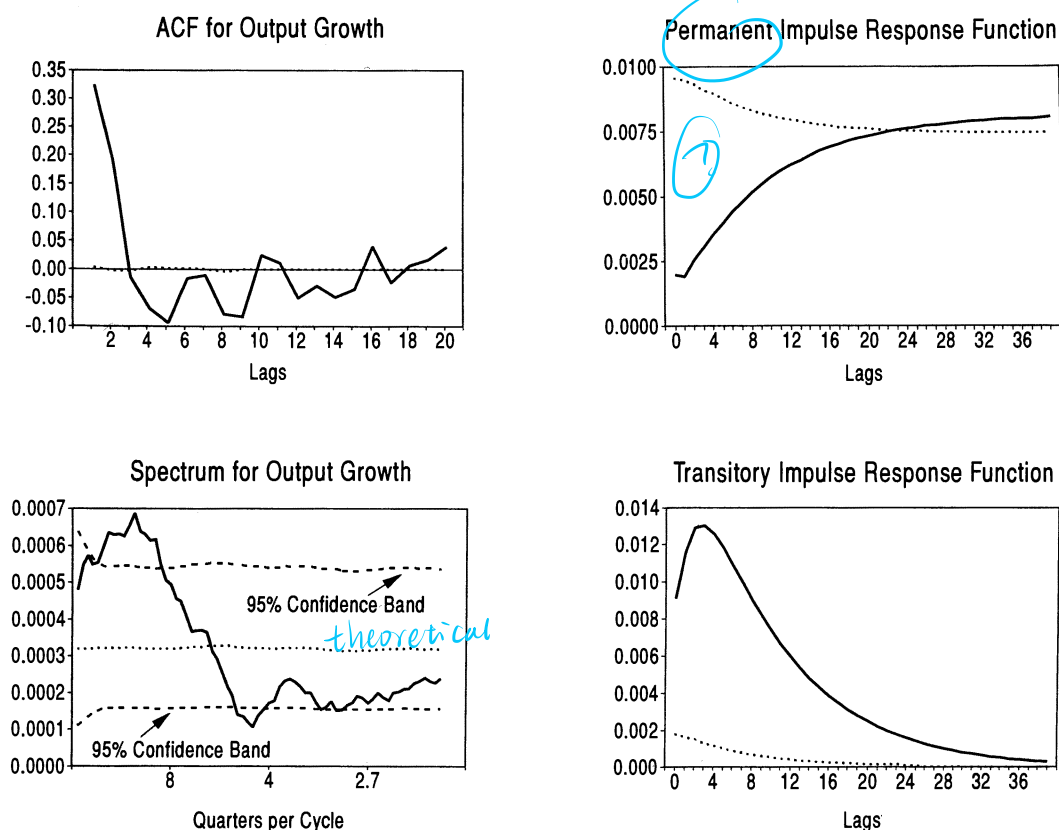 ACF for Output Growth
0.35
0.30
0.25
0.20
0.15
0.10
0.05
0.00
-0.05
-0.10
2 4 6 8 10 12 14 16 18 20
Lags
Permanent Impulse Response Function
0.0100
0.0075
0.0050
0.0025
0.0000
0 4 8 12 16 20 24 28 32 36
Lags
Spectrum for Output Growth
0.0007
0.0006
0.0005
0.0004
0.0003
0.0002
0.0001
0.0000
95% Confidence Band
theoretical
95% Confidence Band
8 4 2.7
Quarters per Cycle
Transitory Impulse Response Function
0.014
0.012
0.010
0.008
0.006
0.004
0.002
0.000
0 4 8 12 16 20 24 28 32 36
Lags